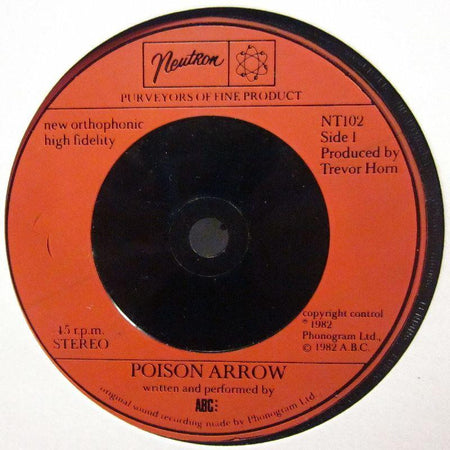 Neutron
PURVEYORS OF FINE PRODUCT
new orthophonic
high fidelity
NT102
Side 1
Produced by
Trevor Horn
45 r.p.m.
STEREO
copyright control
℗ 1982
Phonogram Ltd.,
© 1982 A.B.C.
POISON ARROW
written and performed by
ABC
original sound recording made by Phonogram Ltd.